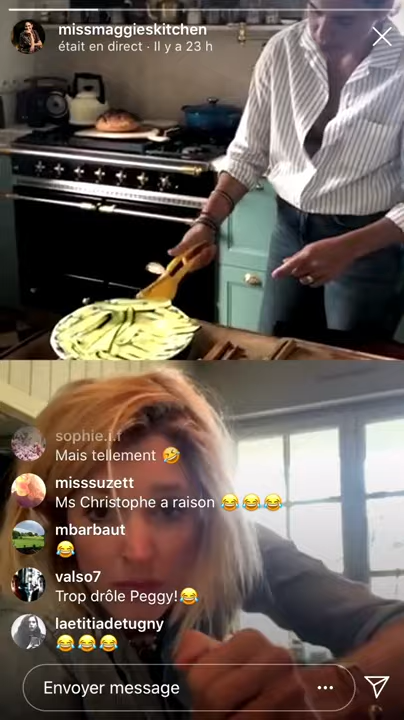 missmaggieskitchen
était en direct · Il y a 23 h
sophie.i.f
Mais tellement 🤣
misssuzett
Ms Christophe a raison 😂😂😂
mbarbaut
😂
valso7
Trop drôle Peggy!😂
laetitiadetugny
😂😂😂
Envoyer message